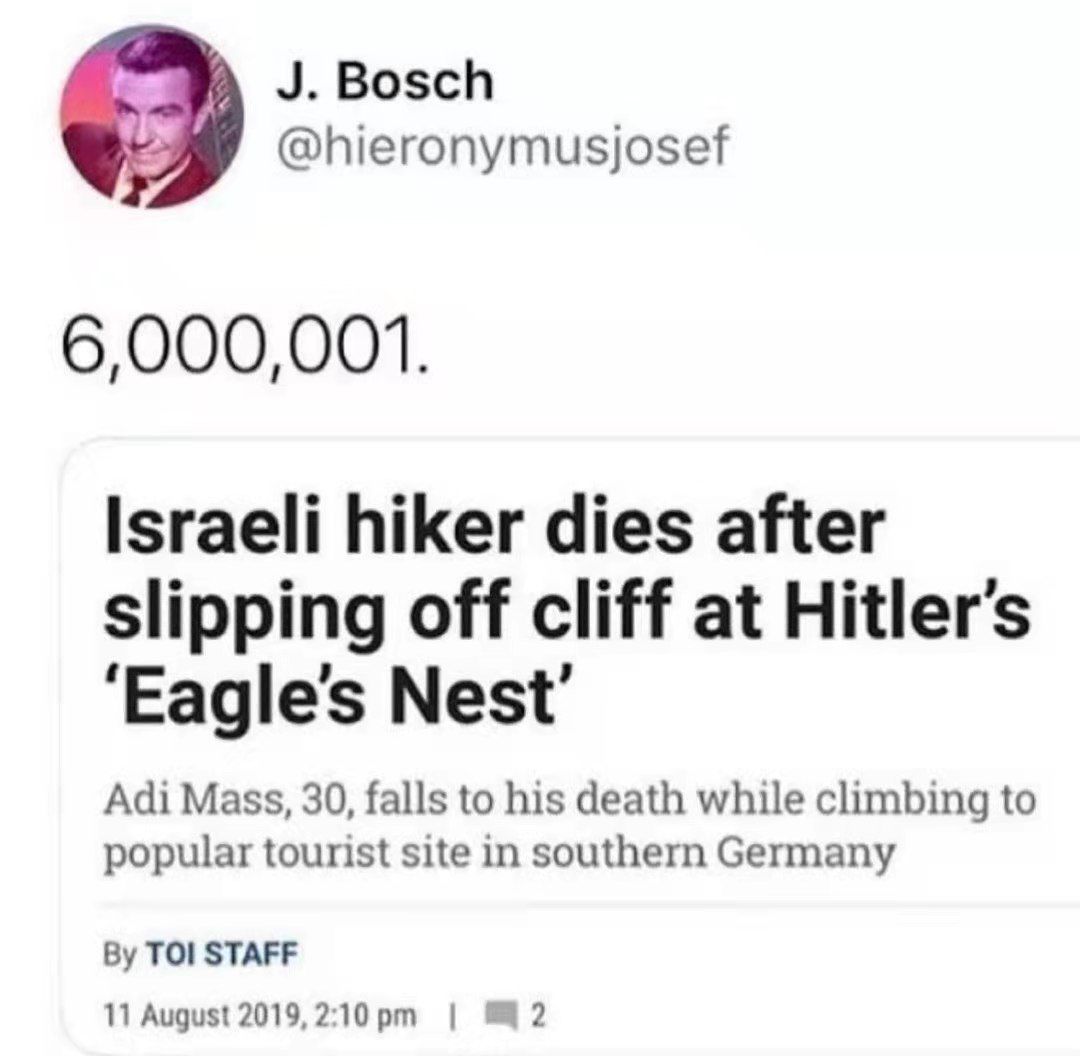 J. Bosch
@hieronymusjosef
6,000,001.
Israeli hiker dies after
slipping off cliff at Hitler's
‘Eagle’s Nest’
Adi Mass, 30, falls to his death while climbing to
popular tourist site in southern Germany
By TOI STAFF
11 August 2019, 2:10 pm | 2